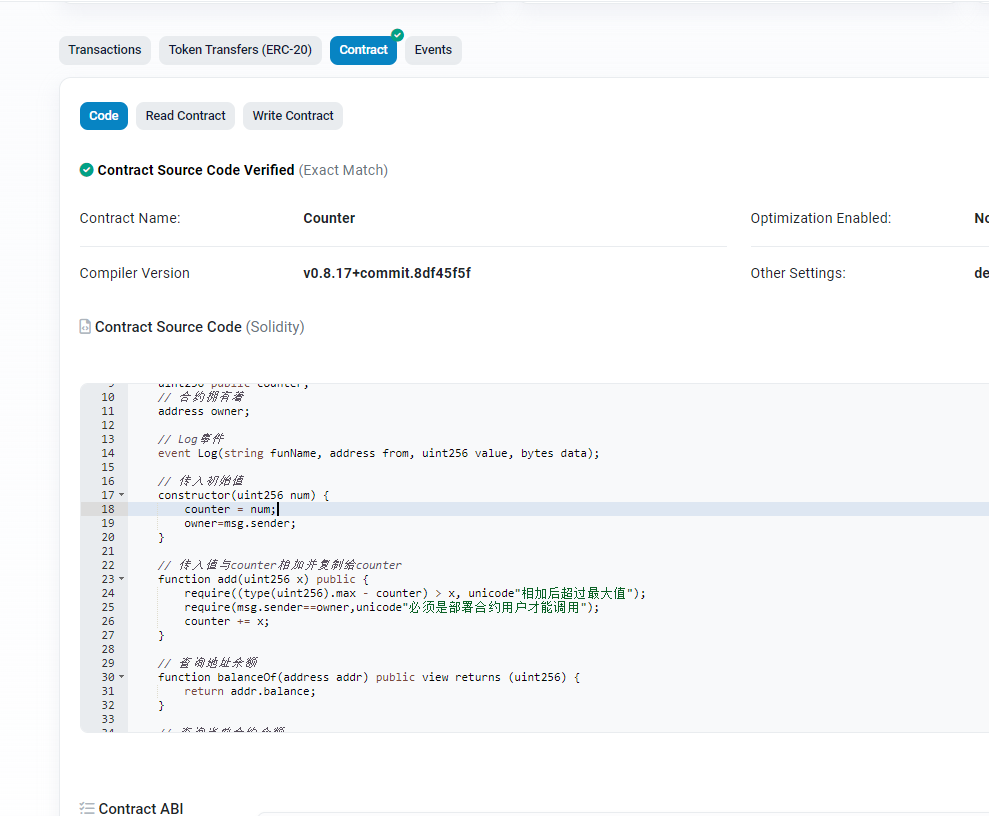 Transactions
Token Transfers (ERC-20)
Contract
Events
Code
Read Contract
Write Contract
Contract Source Code Verified (Exact Match)
Contract Name:
Counter
Optimization Enabled:
No
Compiler Version
v0.8.17+commit.8df45f5f
Other Settings:
de
Contract Source Code (Solidity)
9 uint256 public counter;
10 // 合约拥有着
11 address owner;
12
13 // Log事件
14 event Log(string funName, address from, uint256 value, bytes data);
15
16 // 传入初始值
17 constructor(uint256 num) {
18 counter = num;
19 owner=msg.sender;
20 }
21
22 // 传入值与counter相加并复制给counter
23 function add(uint256 x) public {
24 require((type(uint256).max - counter) > x, unicode"相加后超过最大值");
25 require(msg.sender==owner,unicode"必须是部署合约用户才能调用");
26 counter += x;
27 }
28
29 // 查询地址余额
30 function balanceOf(address addr) public view returns (uint256) {
31 return addr.balance;
32 }
33
34 // 查询当前合约余额
Contract ABI